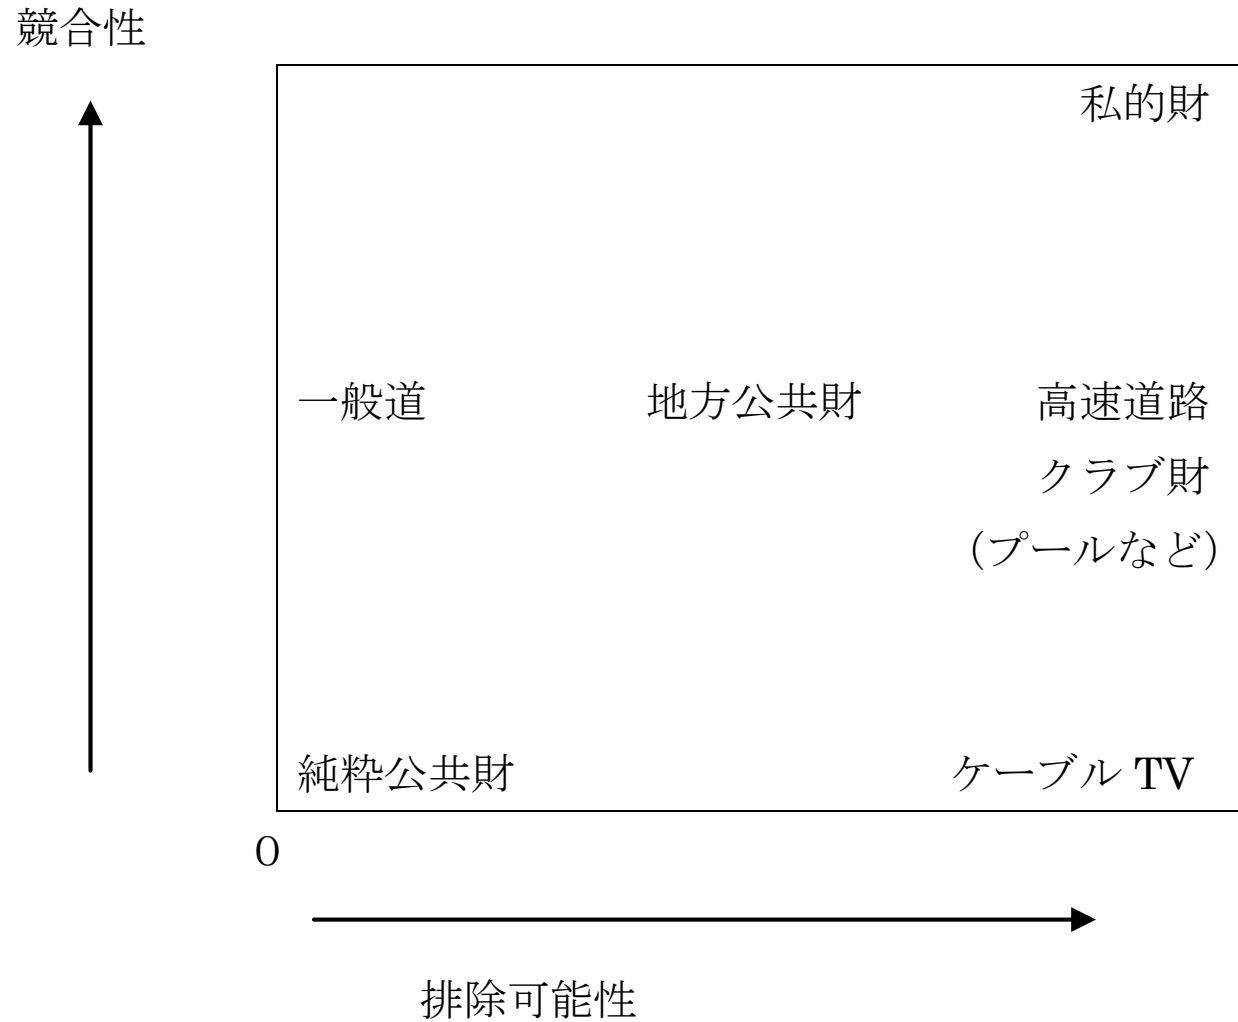 競合性
私的財
一般道 地方公共財 高速道路
クラブ財
(プールなど)
純粋公共財 ケーブル TV
0
排除可能性